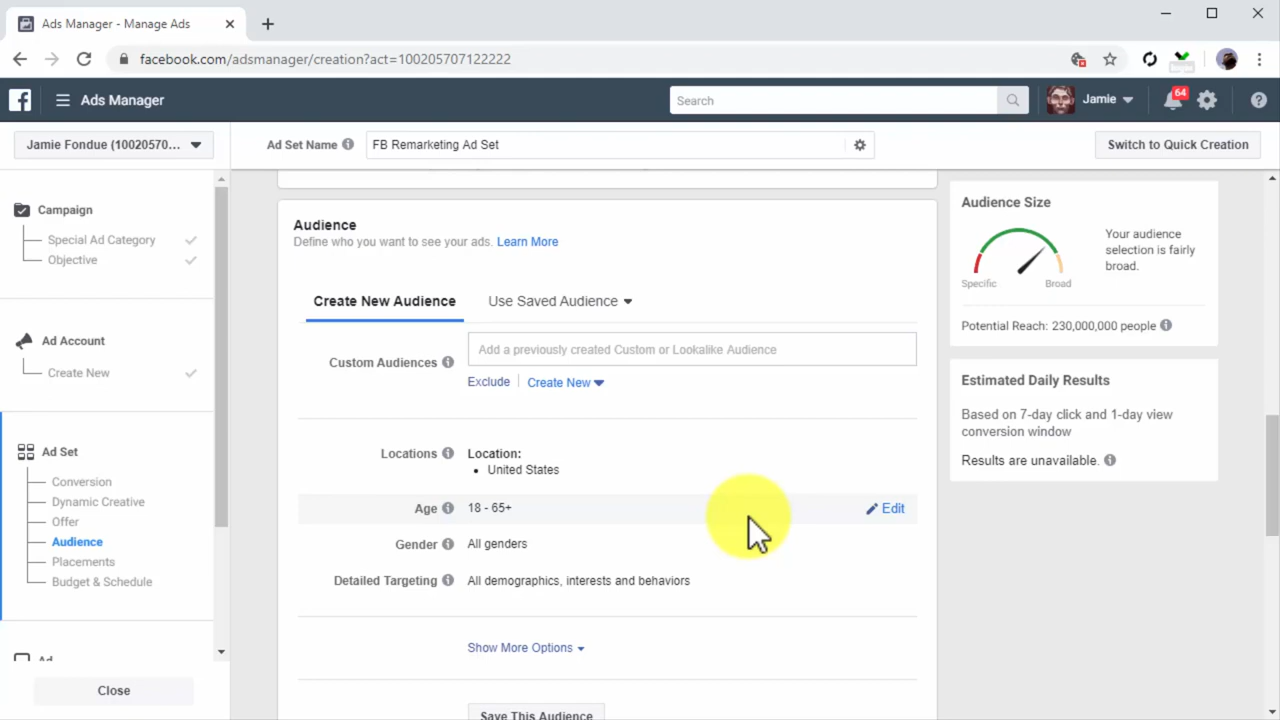 Ads Manager - Manage Ads
facebook.com/adsmanager/creation?act=100205707122222
Ads Manager
Search
Jamie
64
Jamie Fondue (10020570...
Ad Set Name
FB Remarketing Ad Set
Switch to Quick Creation
Campaign
Special Ad Category
Objective
Ad Account
Create New
Ad Set
Conversion
Dynamic Creative
Offer
Audience
Placements
Budget & Schedule
Ad
Close
Audience
Define who you want to see your ads. Learn More
Create New Audience
Use Saved Audience
Custom Audiences
Add a previously created Custom or Lookalike Audience
Exclude
Create New
Locations
Location:
• United States
Age
18 - 65+
Edit
Gender
All genders
Detailed Targeting
All demographics, interests and behaviors
Show More Options
Save This Audience
Audience Size
Your audience
selection is fairly
broad.
Specific
Broad
Potential Reach: 230,000,000 people
Estimated Daily Results
Based on 7-day click and 1-day view
conversion window
Results are unavailable.